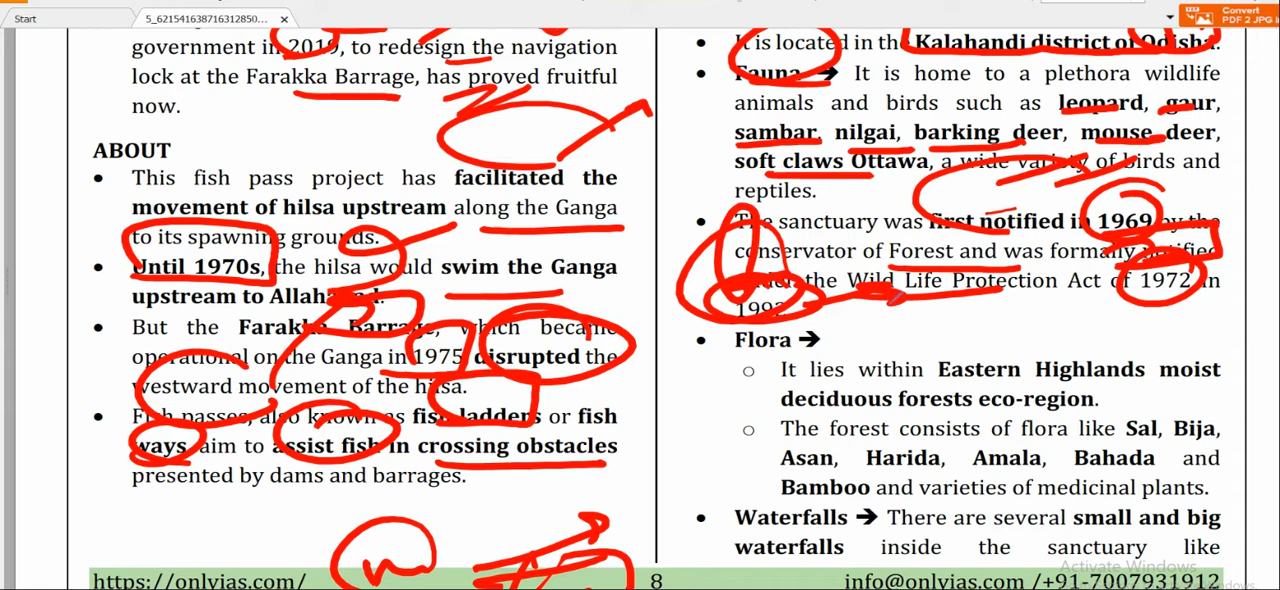 Start
5_621541638716312850...
Convert
PDF 2 JPG in
government in 2019, to redesign the navigation
lock at the Farakka Barrage, has proved fruitful
now.
ABOUT
• This fish pass project has facilitated the
movement of hilsa upstream along the Ganga
to its spawning grounds.
• Until 1970s, the hilsa would swim the Ganga
upstream to Allahabad.
• But the Farakka Barrage, which became
operational on the Ganga in 1975, disrupted the
westward movement of the hilsa.
• Fish passes, also known as fish ladders or fish
ways, aim to assist fish in crossing obstacles
presented by dams and barrages.
• It is located in the Kalahandi district of Odisha.
• Fauna ➔ It is home to a plethora wildlife
animals and birds such as leopard, gaur,
sambar, nilgai, barking deer, mouse deer,
soft claws Ottawa, a wide variety of birds and
reptiles.
• The sanctuary was first notified in 1969 by the
conservator of Forest and was formally notified
under the Wild Life Protection Act of 1972 in
1992.
• Flora ➔
○ It lies within Eastern Highlands moist
deciduous forests eco-region.
○ The forest consists of flora like Sal, Bija,
Asan, Harida, Amala, Bahada and
Bamboo and varieties of medicinal plants.
• Waterfalls ➔ There are several small and big
waterfalls inside the sanctuary like
https://onlyias.com/
8
info@onlyias.com /+91-7007931912
Activate Windows